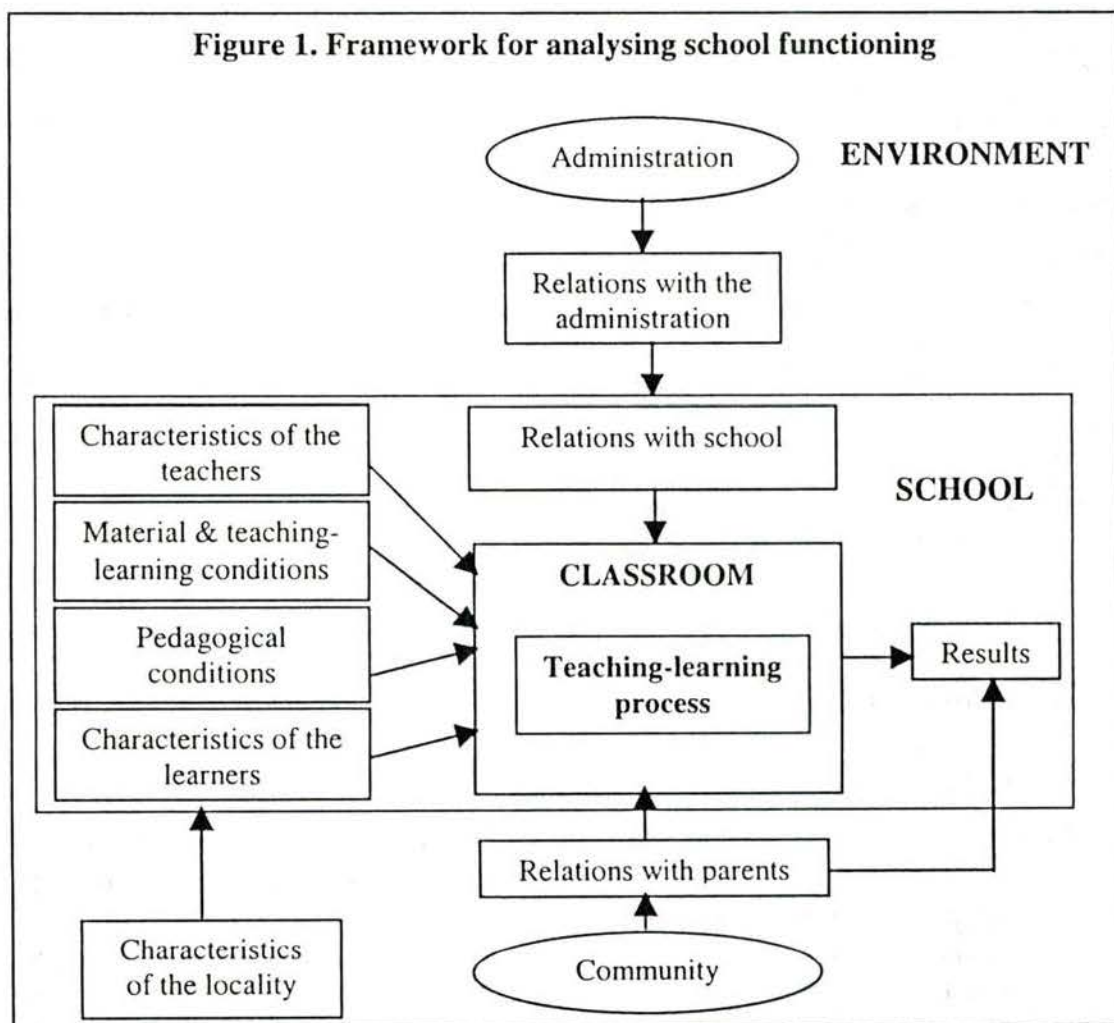 Figure 1. Framework for analysing school functioning
Administration
ENVIRONMENT
Relations with the
administration
Characteristics of the
teachers
Relations with school
SCHOOL
Material & teaching-
learning conditions
CLASSROOM
Pedagogical
conditions
Teaching-learning
process
Results
Characteristics of the
learners
Relations with parents
Characteristics
of the locality
Community